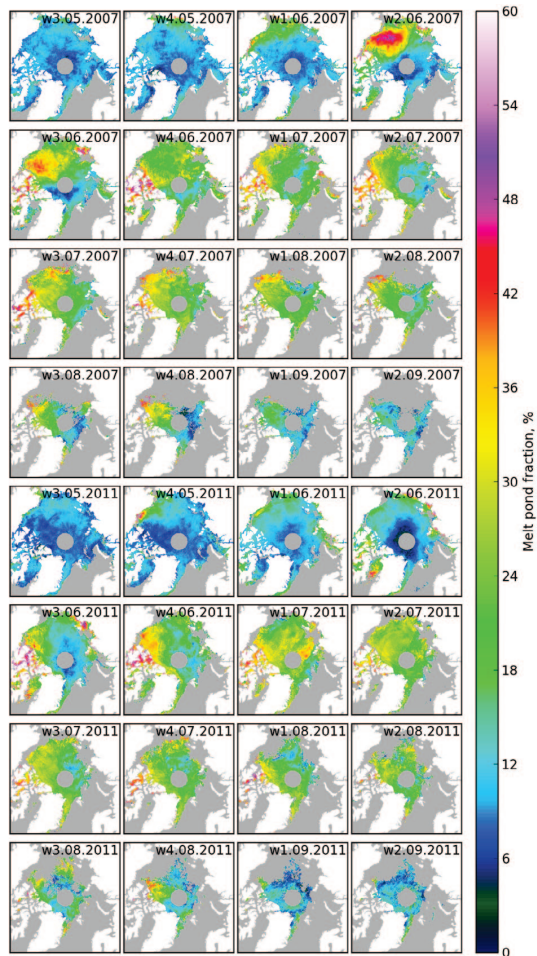 w3.05.2007 w4.05.2007 w1.06.2007 w2.06.2007
w3.06.2007 w4.06.2007 w1.07.2007 w2.07.2007
w3.07.2007 w4.07.2007 w1.08.2007 w2.08.2007
w3.08.2007 w4.08.2007 w1.09.2007 w2.09.2007
w3.05.2011 w4.05.2011 w1.06.2011 w2.06.2011
w3.06.2011 w4.06.2011 w1.07.2011 w2.07.2011
w3.07.2011 w4.07.2011 w1.08.2011 w2.08.2011
w3.08.2011 w4.08.2011 w1.09.2011 w2.09.2011
60
54
48
42
36
30
24
18
12
6
0
Melt pond fraction, %